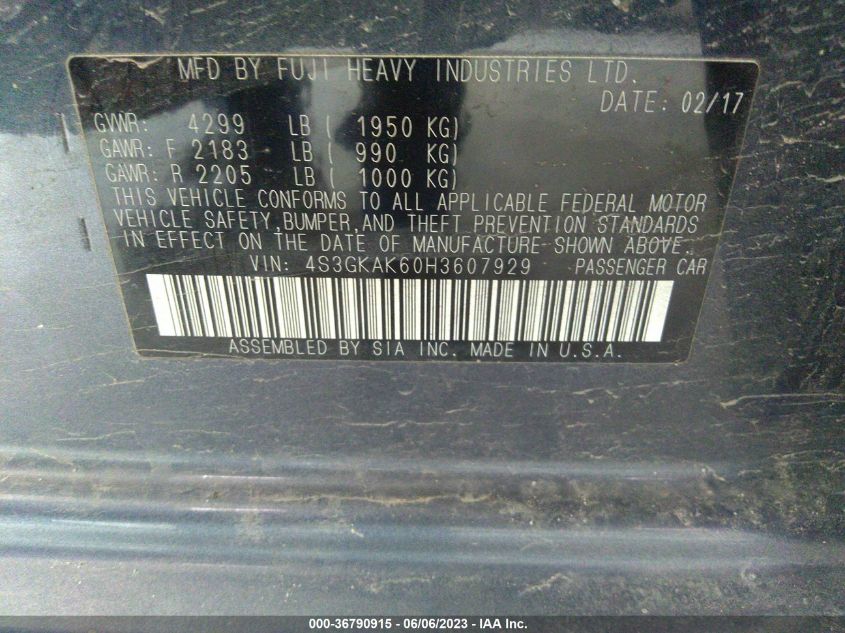 MFD BY FUJI HEAVY INDUSTRIES LTD.
DATE: 02/17
GVWR: 4299 LB ( 1950 KG)
GAWR: F 2183 LB ( 990 KG)
GAWR: R 2205 LB ( 1000 KG)
THIS VEHICLE CONFORMS TO ALL APPLICABLE FEDERAL MOTOR
VEHICLE SAFETY, BUMPER, AND THEFT PREVENTION STANDARDS
IN EFFECT ON THE DATE OF MANUFACTURE SHOWN ABOVE.
VIN: 4S3GKAK60H3607929 PASSENGER CAR
ASSEMBLED BY SIA INC. MADE IN U.S.A.
000-36790915 - 06/06/2023 - IAA Inc.